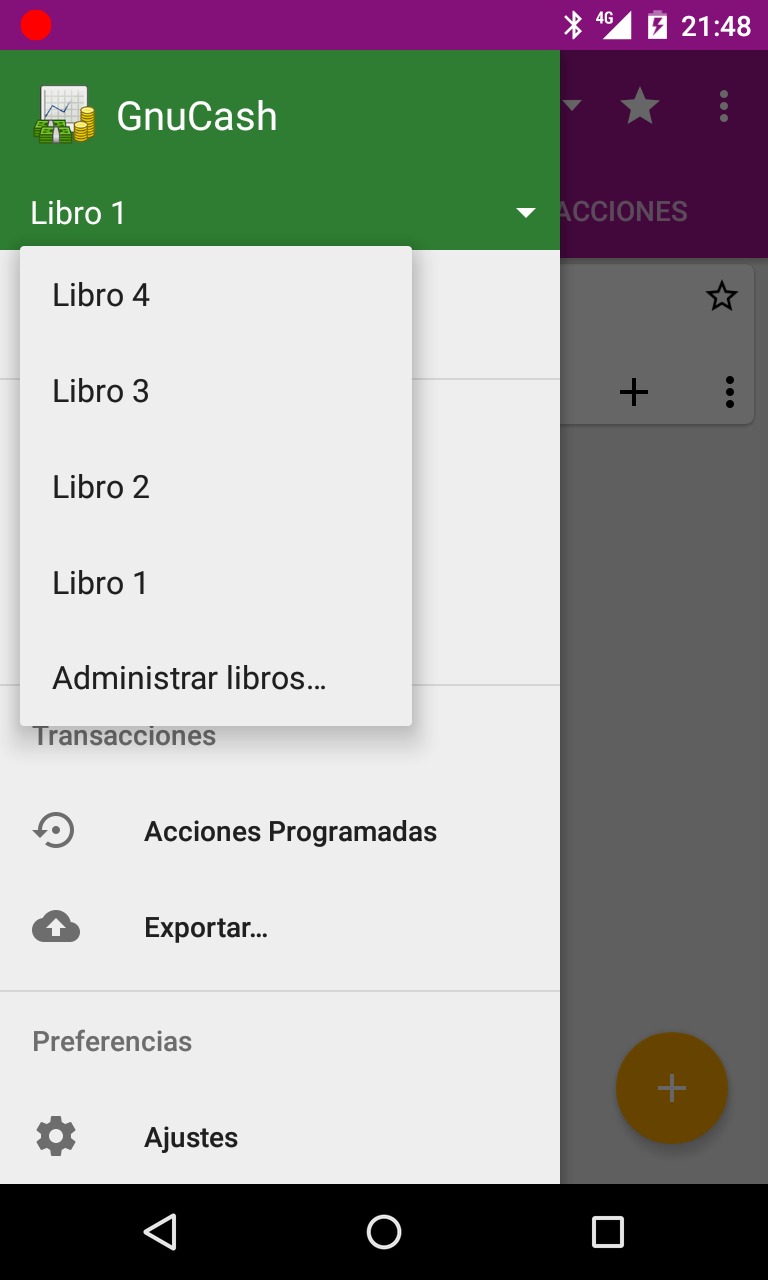 4G 21:48
GnuCash
Libro 1
ACCIONES
Libro 4
Libro 3
Libro 2
Libro 1
Administrar libros...
Transacciones
Acciones Programadas
Exportar...
Preferencias
Ajustes